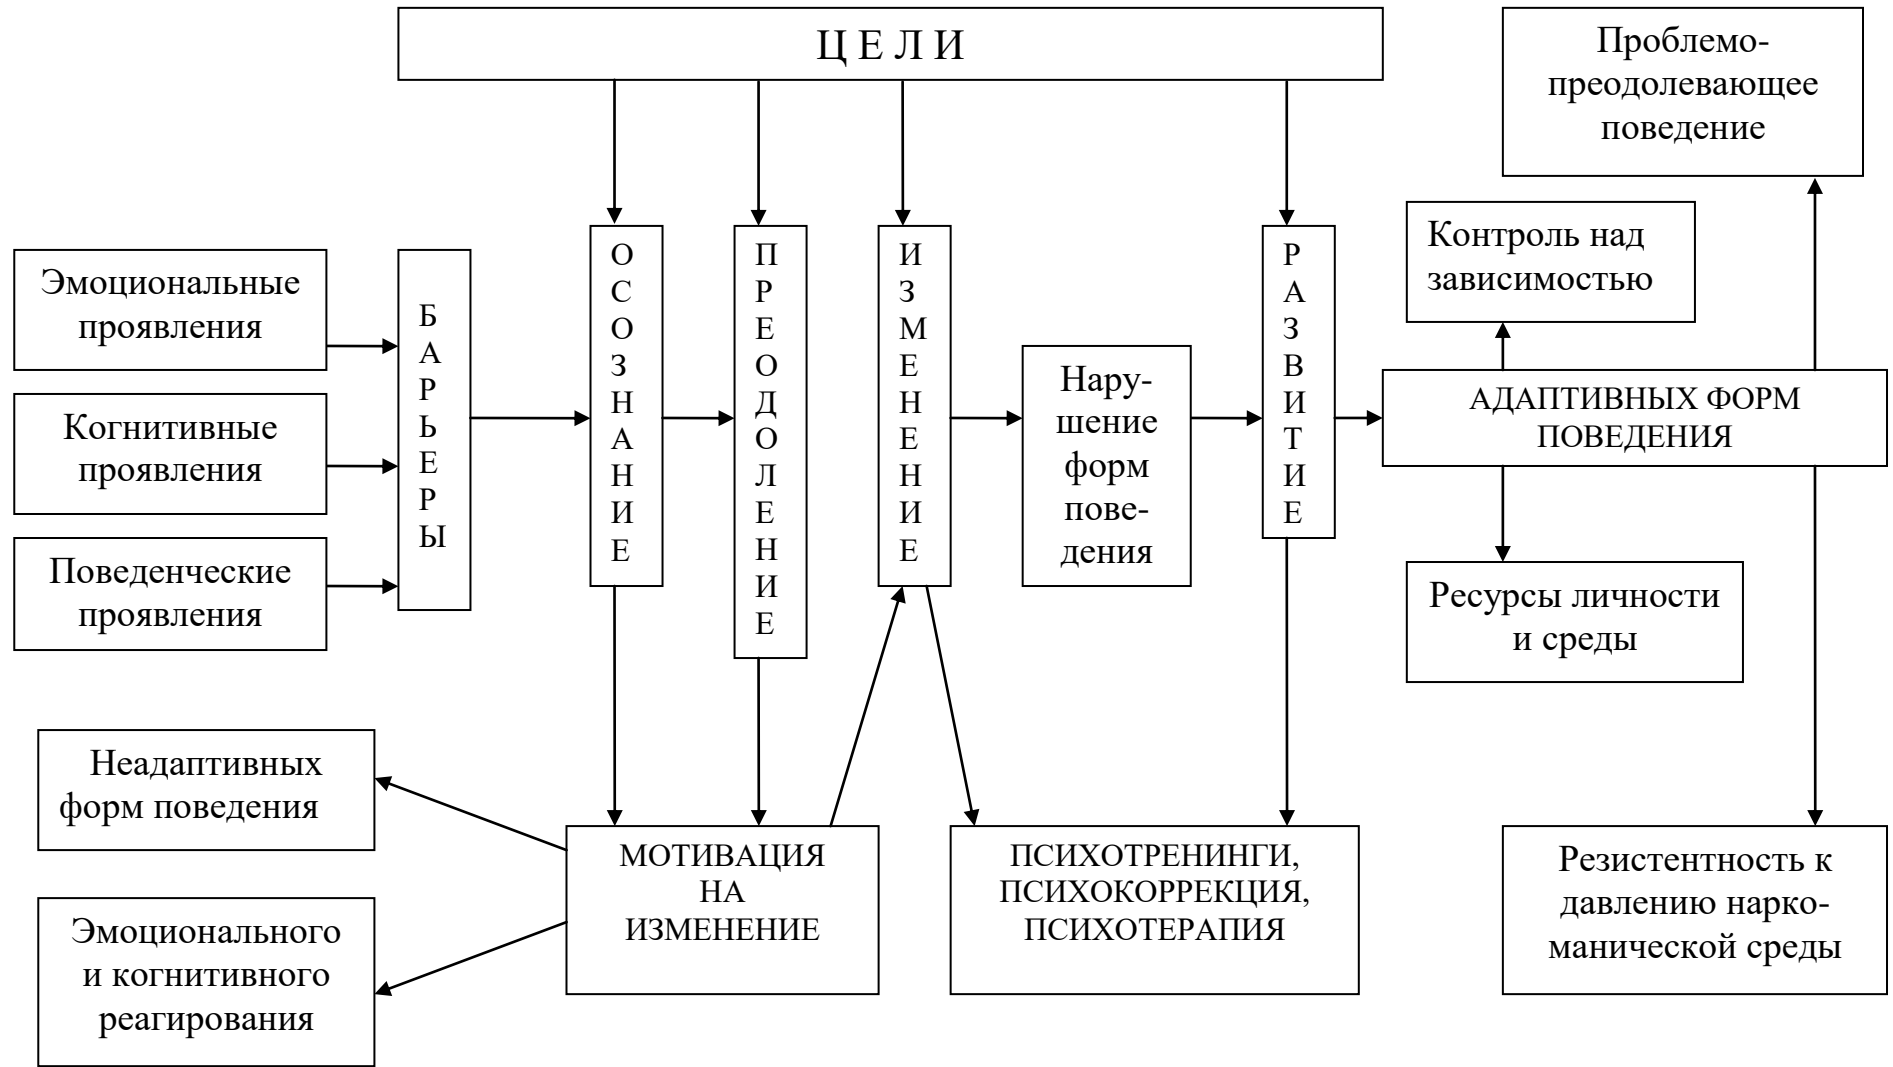 Ц Е Л И
Проблемо-
преодолевающее
поведение
Контроль над
зависимостью
Эмоциональные
проявления
Когнитивные
проявления
Поведенческие
проявления
Б
А
Р
Ь
Е
Р
Ы
О
С
О
З
Н
А
Н
И
Е
П
Р
Е
О
Д
О
Л
Е
Н
И
Е
И
З
М
Е
Н
Е
Н
И
Е
Нару-
шение
форм
пове-
дения
Р
А
З
В
И
Т
И
Е
АДАПТИВНЫХ ФОРМ
ПОВЕДЕНИЯ
Ресурсы личности
и среды
Неадаптивных
форм поведения
Эмоционального
и когнитивного
реагирования
МОТИВАЦИЯ
НА
ИЗМЕНЕНИЕ
ПСИХОТРЕНИНГИ,
ПСИХОКОРРЕКЦИЯ,
ПСИХОТЕРАПИЯ
Резистентность к
давлению нарко-
манической среды